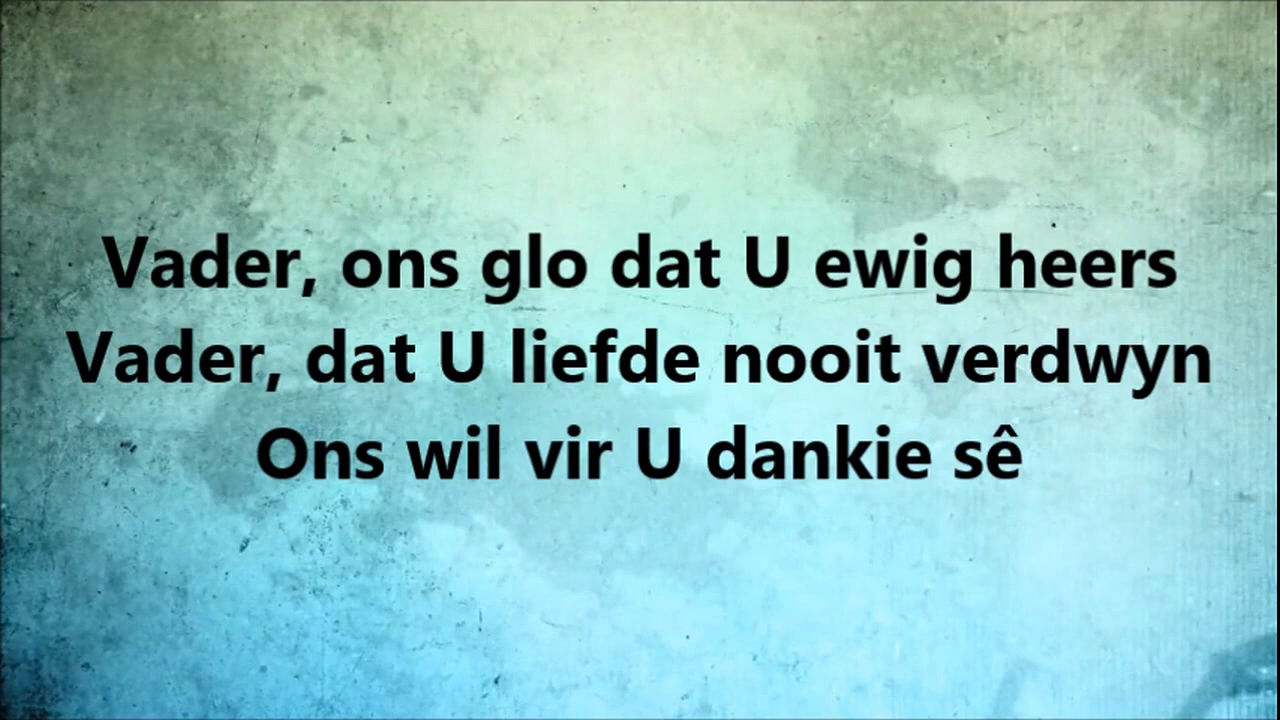 Vader, ons glo dat U ewig heers
Vader, dat U liefde nooit verdwyn
Ons wil vir U dankie sê